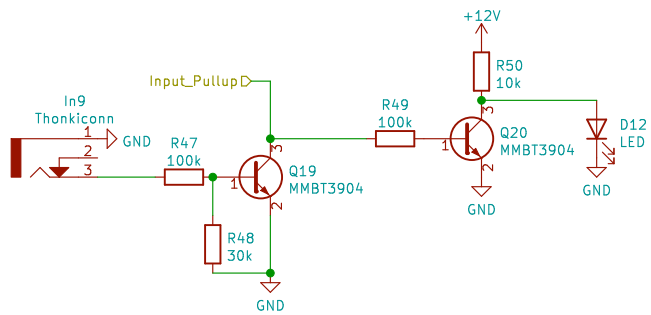 +12V
R50
10k
Input_Pullup
In9
Thonkiconn
1
GND
2
3
R47
100k
1
3
Q19
MMBT3904
2
R48
30k
GND
R49
100k
1
3
Q20
MMBT3904
2
GND
D12
LED
GND